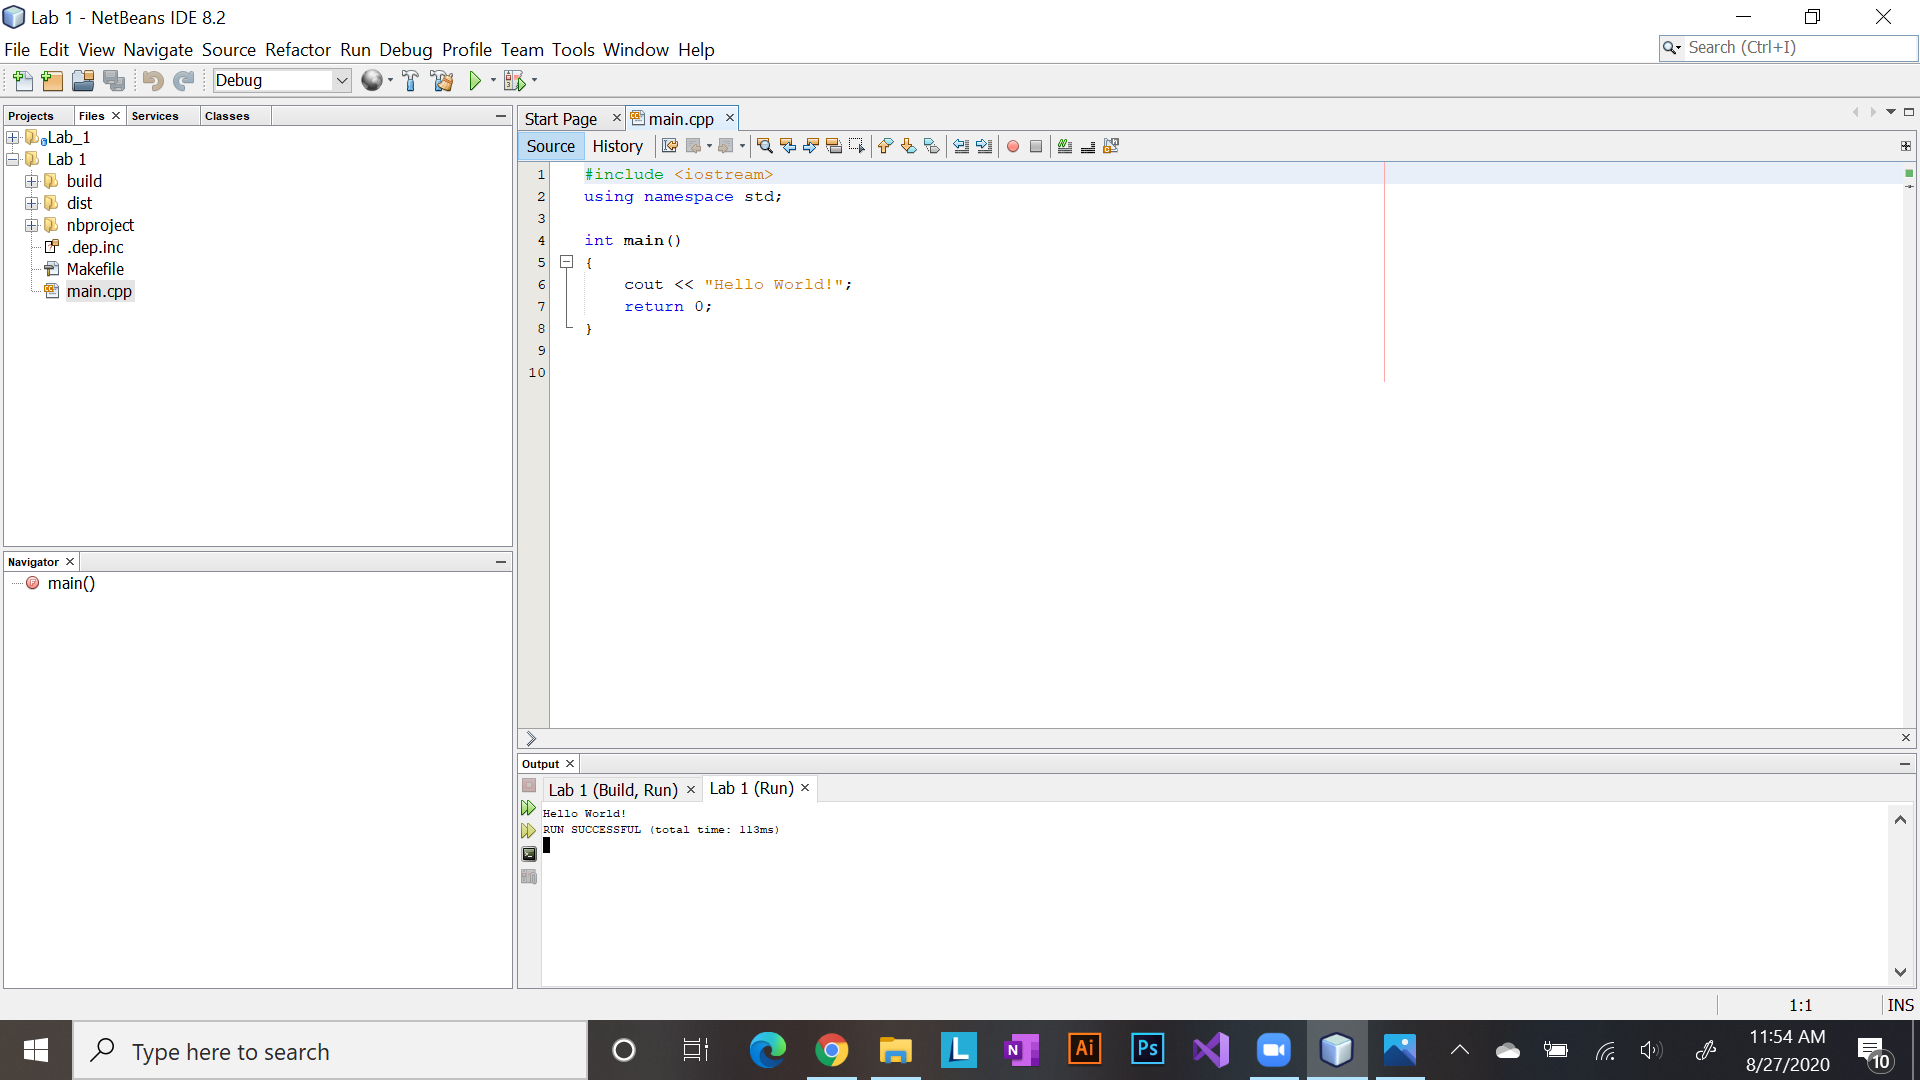 Lab 1 - NetBeans IDE 8.2
File Edit View Navigate Source Refactor Run Debug Profile Team Tools Window Help
Search (Ctrl+I)
Debug
Projects Files Services Classes
Lab_1
Lab 1
build
dist
nbproject
.dep.inc
Makefile
main.cpp
Navigator
main()
Start Page main.cpp
Source History
1 #include <iostream>
2 using namespace std;
3
4 int main()
5 {
6 cout << "Hello World!";
7 return 0;
8 }
9
10
Output
Lab 1 (Build, Run) Lab 1 (Run)
Hello World!
RUN SUCCESSFUL (total time: 113ms)
1:1 INS
Type here to search
L
N
Ai
Ps
11:54 AM
8/27/2020
10